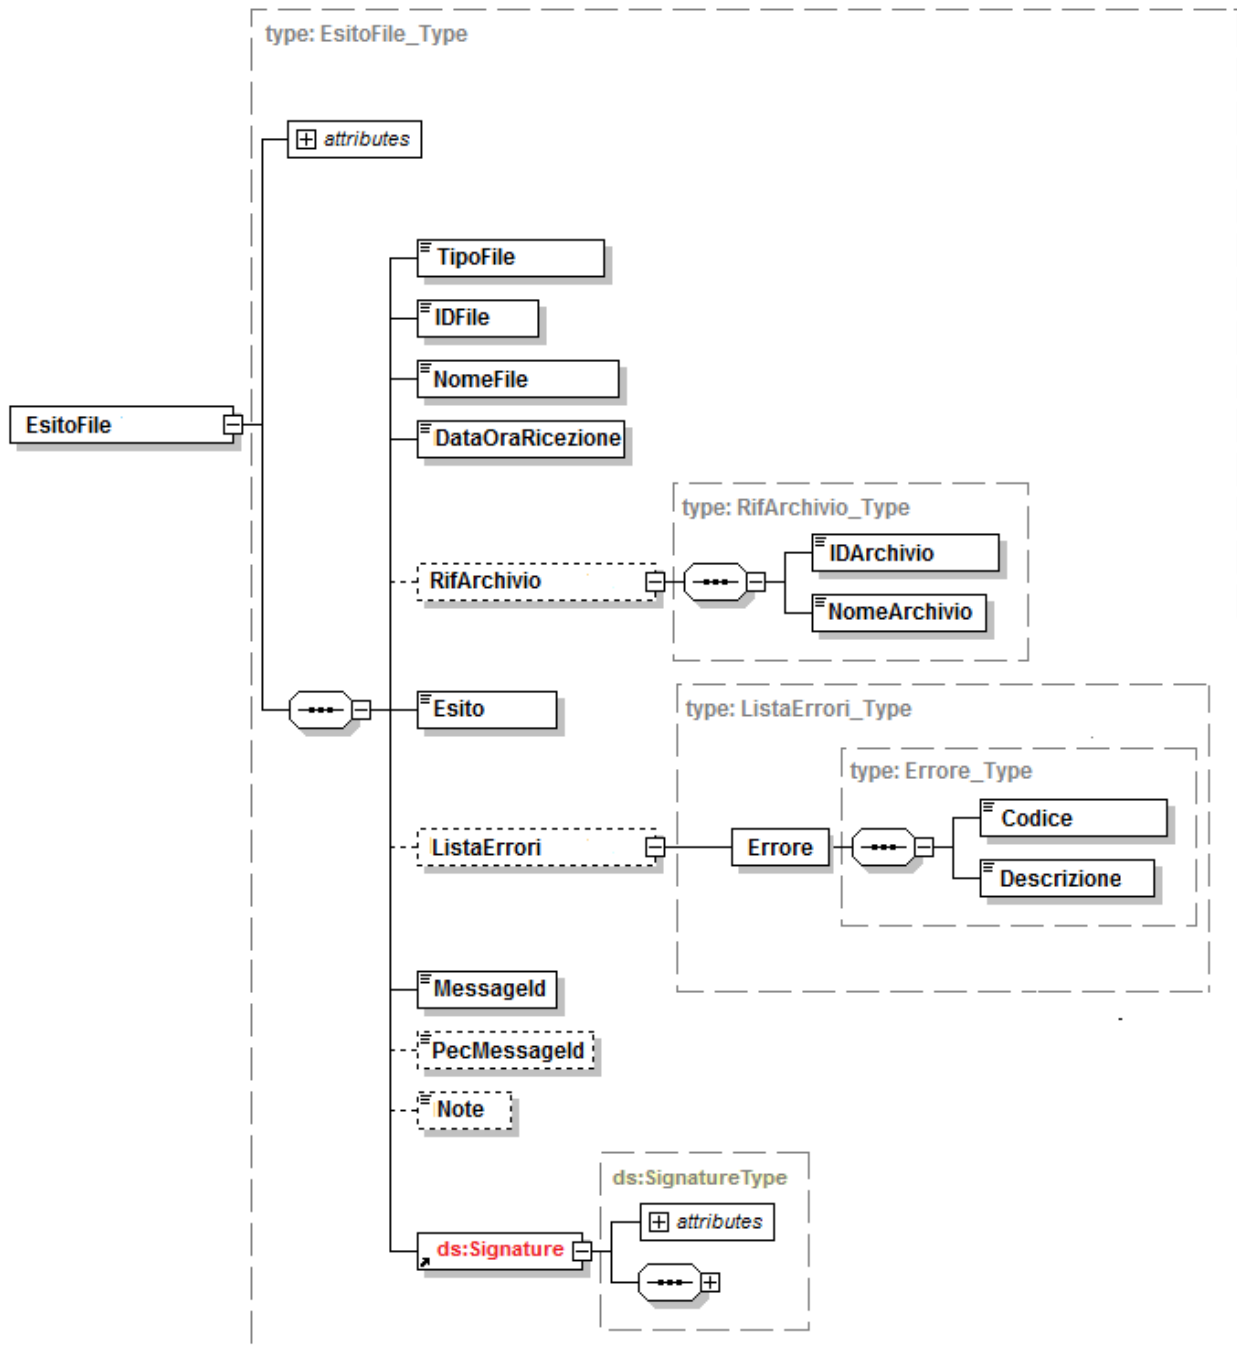 type: EsitoFile_Type
attributes
TipoFile
IDFile
NomeFile
EsitoFile
DataOraRicezione
type: RifArchivio_Type
IDArchivio
RifArchivio
NomeArchivio
Esito
type: ListaErrori_Type
type: Errore_Type
Codice
ListaErrori
Errore
Descrizione
MessageId
PecMessageId
Note
ds:SignatureType
attributes
ds:Signature